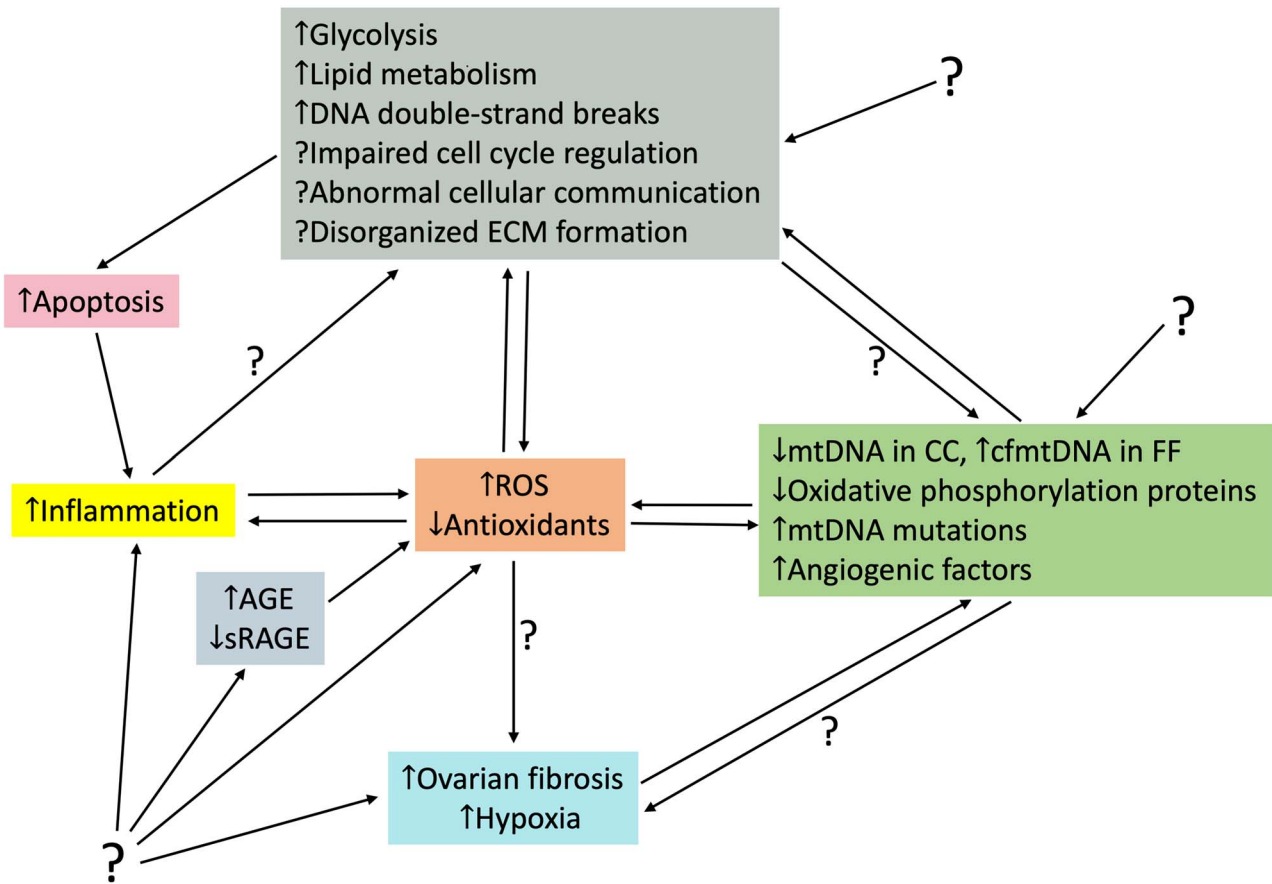 ↑Glycolysis
↑Lipid metabolism
↑DNA double-strand breaks
?Impaired cell cycle regulation
?Abnormal cellular communication
?Disorganized ECM formation
?
↑Apoptosis
?
?
?
↑Inflammation
↑ROS
↓Antioxidants
↓mtDNA in CC, ↑cfmtDNA in FF
↓Oxidative phosphorylation proteins
↑mtDNA mutations
↑Angiogenic factors
↑AGE
↓sRAGE
?
?
↑Ovarian fibrosis
↑Hypoxia
?